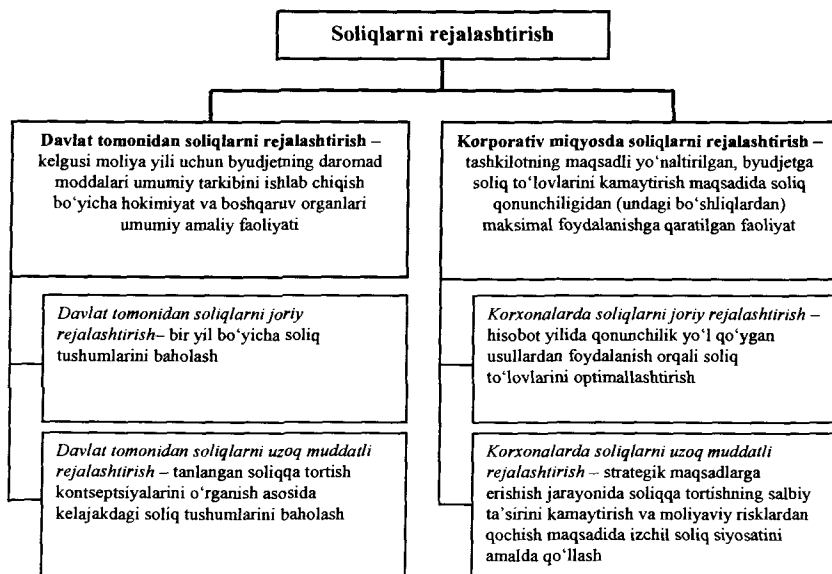 Soliqlarni rejalashtirish
Davlat tomonidan soliqlarni rejalashtirish –
kelgusi moliya yili uchun byudjetning daromad
moddalari umumiy tarkibini ishlab chiqish
bo‘yicha hokimiyat va boshqaruv organlari
umumiy amaliy faoliyati
Davlat tomonidan soliqlarni joriy
rejalashtirish– bir yil bo‘yicha soliq
tushumlarini baholash
Davlat tomonidan soliqlarni uzoq muddatli
rejalashtirish – tanlangan soliqqa tortish
kontseptsiyalarini o‘rganish asosida
kelajakdagi soliq tushumlarini baholash
Korporativ miqyosda soliqlarni rejalashtirish –
tashkilotning maqsadli yo‘naltirilgan, byudjetga
soliq to‘lovlarini kamaytirish maqsadida soliq
qonunchiligidan (undagi bo‘shliqlardan)
maksimal foydalanishga qaratilgan faoliyat
Korxonalarda soliqlarni joriy rejalashtirish –
hisobot yilida qonunchilik yo‘l qo‘ygan
usullardan foydalanish orqali soliq
to‘lovlarini optimallashtirish
Korxonalarda soliqlarni uzoq muddatli
rejalashtirish – strategik maqsadlarga
erishish jarayonida soliqqa tortishning salbiy
ta’sirini kamaytirish va moliyaviy risklardan
qochish maqsadida izchil soliq siyosatini
amalda qo‘llash